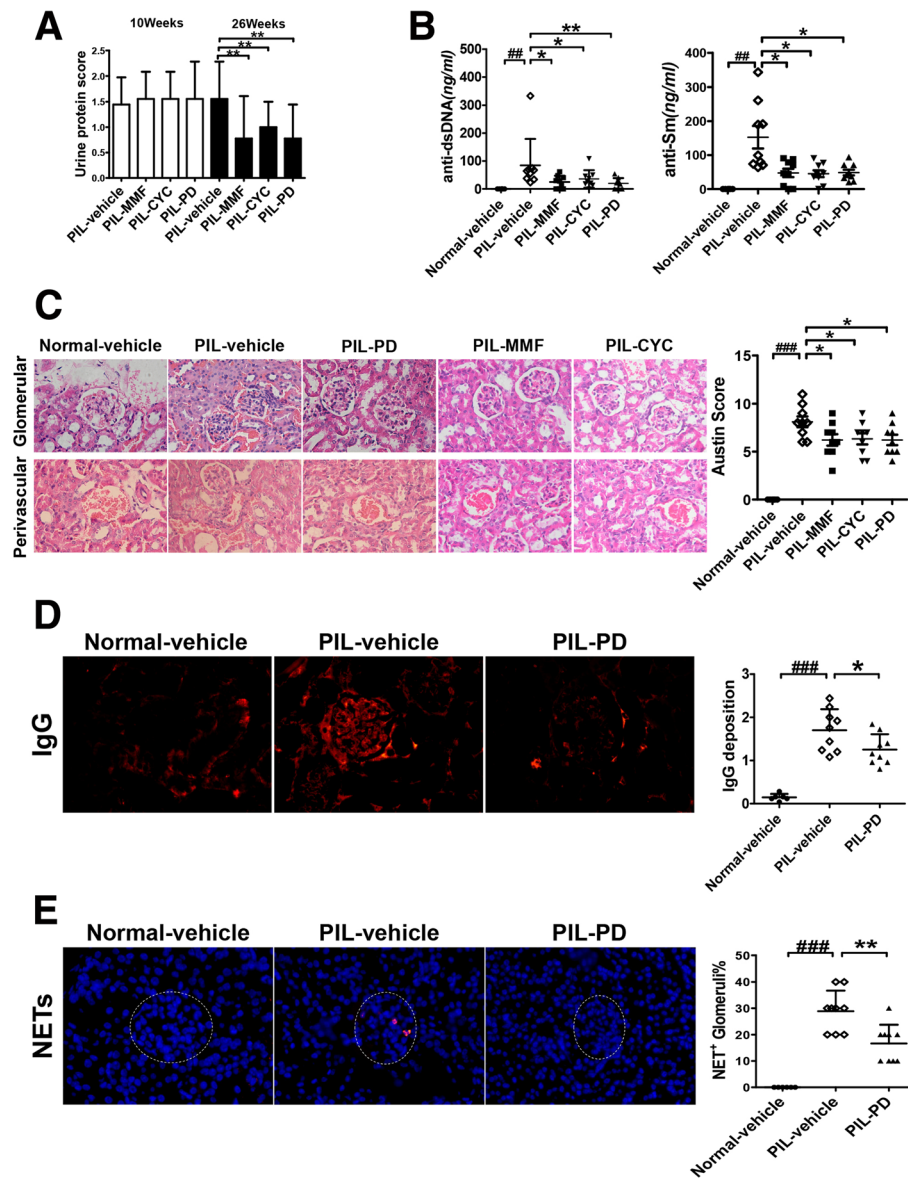 A
10Weeks
26Weeks
**
**
**
Urine protein score
2.5
2.0
1.5
1.0
0.5
0.0
PIL-vehicle
PIL-MMF
PIL-CYC
PIL-PD
PIL-vehicle
PIL-MMF
PIL-CYC
PIL-PD
B
**
*
##
*
anti-dsDNA(ng/ml)
500
400
300
200
100
0
Normal-vehicle
PIL-vehicle
PIL-MMF
PIL-CYC
PIL-PD
*
*
##
*
anti-Sm(ng/ml)
400
300
200
100
0
Normal-vehicle
PIL-vehicle
PIL-MMF
PIL-CYC
PIL-PD
C
Normal-vehicle
PIL-vehicle
PIL-PD
PIL-MMF
PIL-CYC
Glomerular
Perivascular
*
*
###
*
Austin Score
15
10
5
0
Normal-vehicle
PIL-vehicle
PIL-MMF
PIL-CYC
PIL-PD
D
Normal-vehicle
PIL-vehicle
PIL-PD
IgG
###
*
IgG deposition
3
2
1
0
Normal-vehicle
PIL-vehicle
PIL-PD
E
Normal-vehicle
PIL-vehicle
PIL-PD
NETs
###
**
NET+ Glomeruli%
50
40
30
20
10
0
Normal-vehicle
PIL-vehicle
PIL-PD